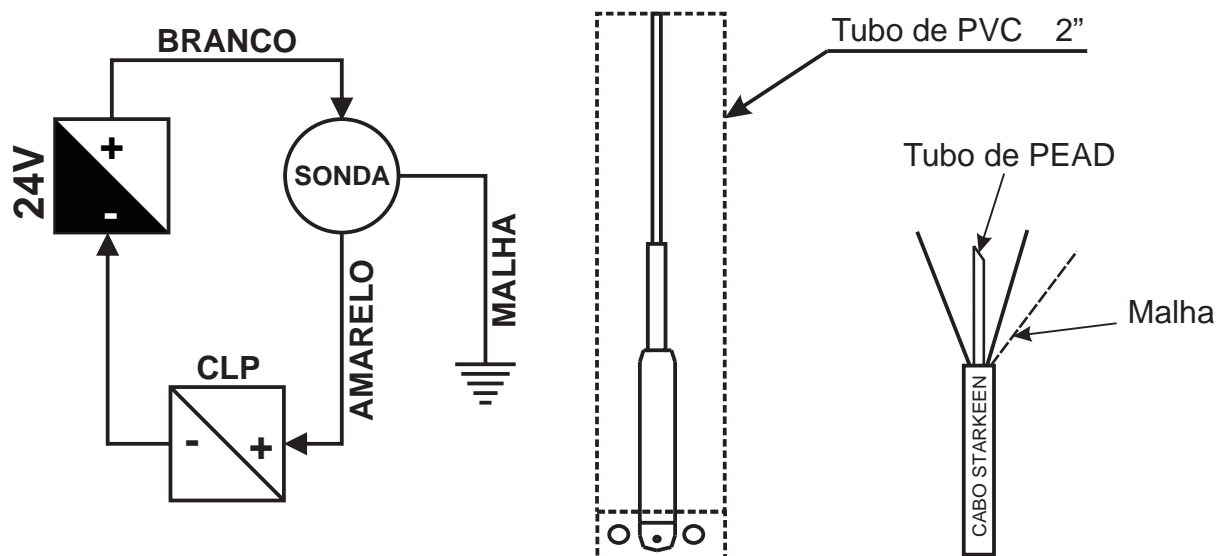 BRANCO
24V
+
-
SONDA
MALHA
AMARELO
CLP
-
+
Tubo de PVC 2”
Tubo de PEAD
Malha
CABO STARKEEN